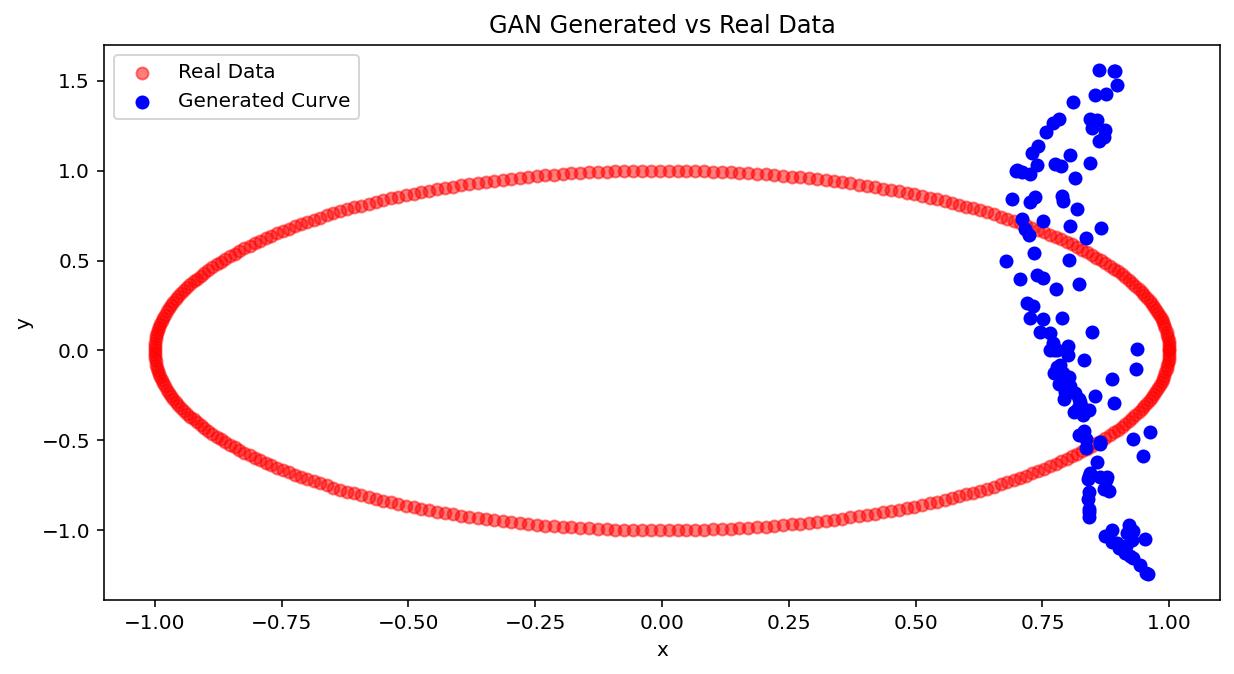 GAN Generated vs Real Data
Real Data
Generated Curve
1.5
1.0
0.5
0.0
−0.5
−1.0
y
−1.00 −0.75 −0.50 −0.25 0.00 0.25 0.50 0.75 1.00
x